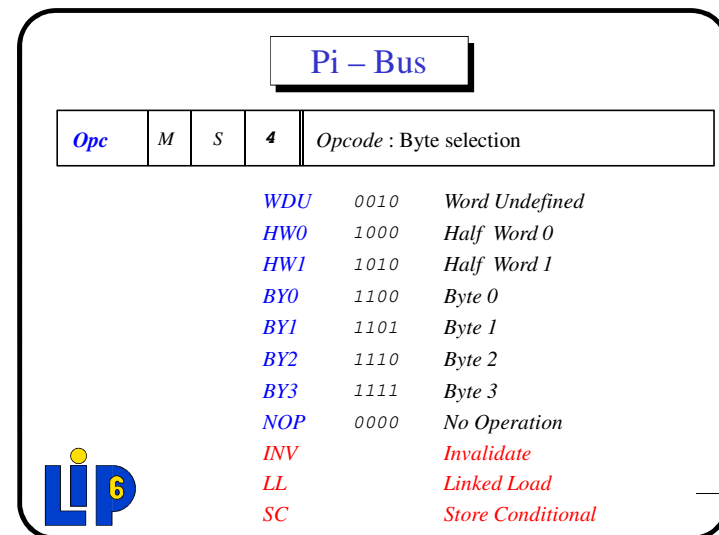 Pi – Bus
Opc M S 4 Opcode : Byte selection
WDU 0010 Word Undefined
HW0 1000 Half Word 0
HW1 1010 Half Word 1
BY0 1100 Byte 0
BY1 1101 Byte 1
BY2 1110 Byte 2
BY3 1111 Byte 3
NOP 0000 No Operation
INV Invalidate
LL Linked Load
SC Store Conditional
LiP6